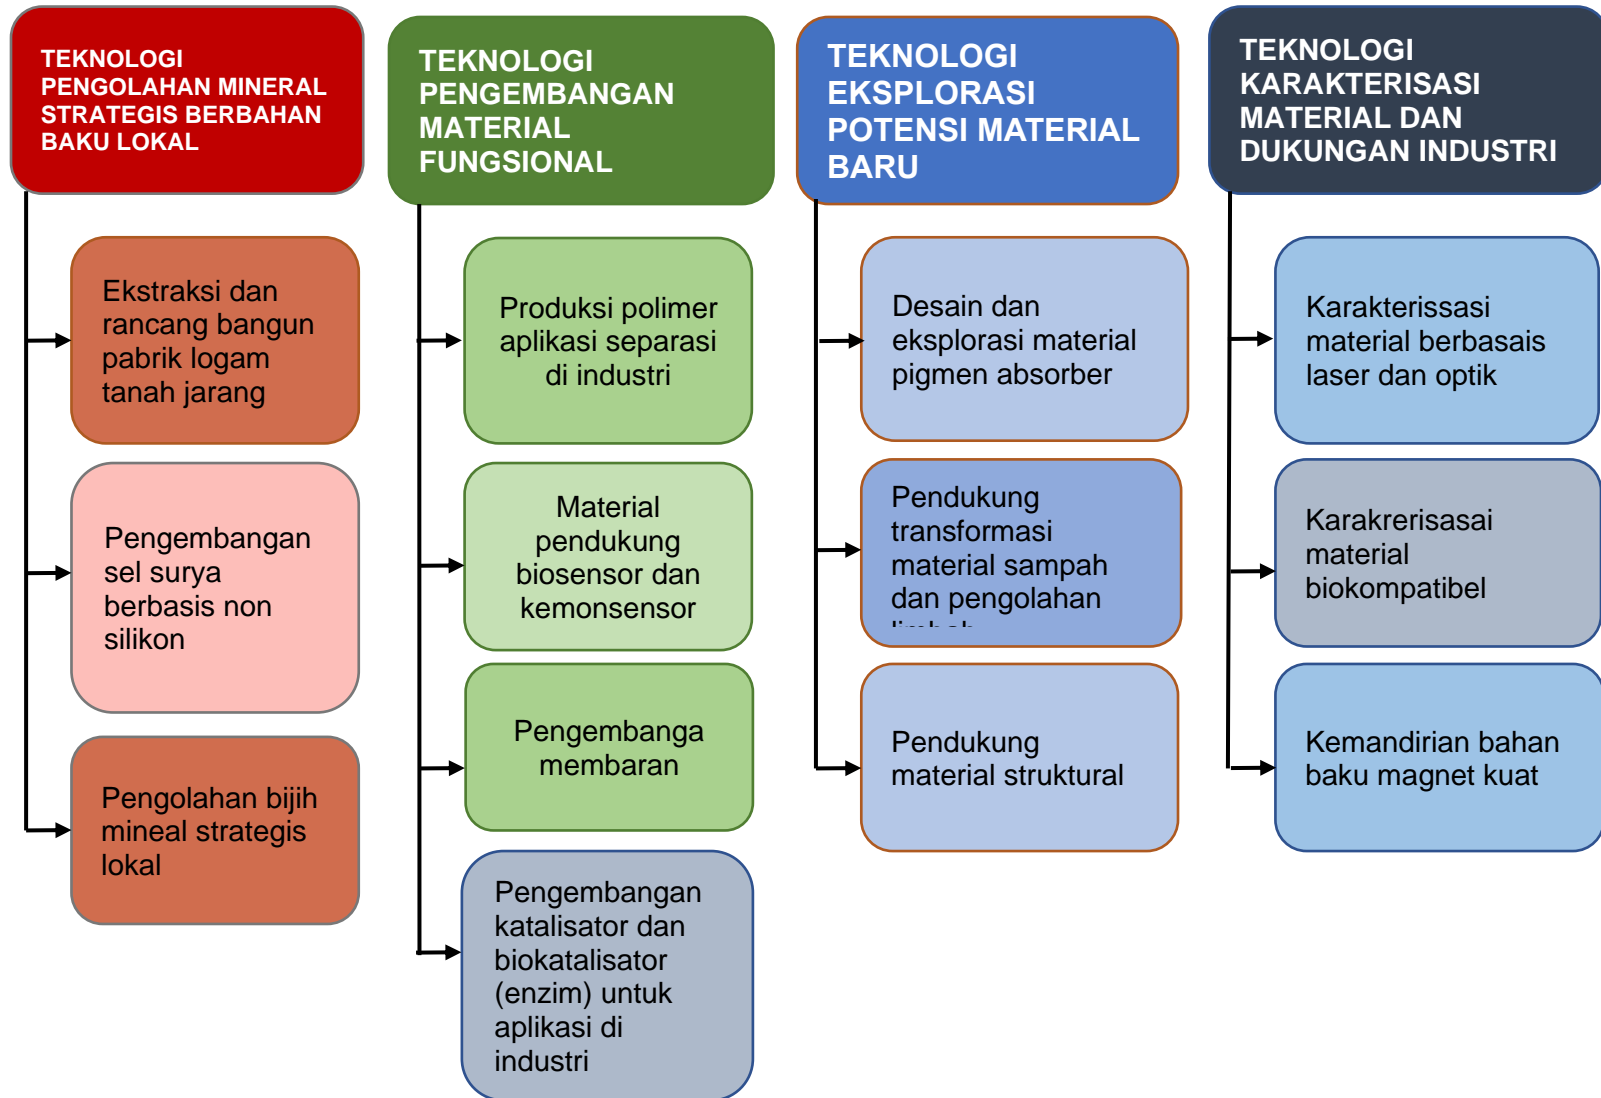 TEKNOLOGI
PENGOLAHAN MINERAL
STRATEGIS BERBAHAN
BAKU LOKAL
Ekstraksi dan
rancang bangun
pabrik logam
tanah jarang
Pengembangan
sel surya
berbasis non
silikon
Pengolahan bijih
mineal strategis
lokal
TEKNOLOGI
PENGEMBANGAN
MATERIAL
FUNGSIONAL
Produksi polimer
aplikasi separasi
di industri
Material
pendukung
biosensor dan
kemonsensor
Pengembanga
membaran
Pengembangan
katalisator dan
biokatalisator
(enzim) untuk
aplikasi di
industri
TEKNOLOGI
EKSPLORASI
POTENSI MATERIAL
BARU
Desain dan
eksplorasi material
pigmen absorber
Pendukung
transformasi
material sampah
dan pengolahan
Pendukung
material struktural
TEKNOLOGI
KARAKTERISASI
MATERIAL DAN
DUKUNGAN INDUSTRI
Karakterissasi
material berbasais
laser dan optik
Karakrerisasai
material
biokompatibel
Kemandirian bahan
baku magnet kuat